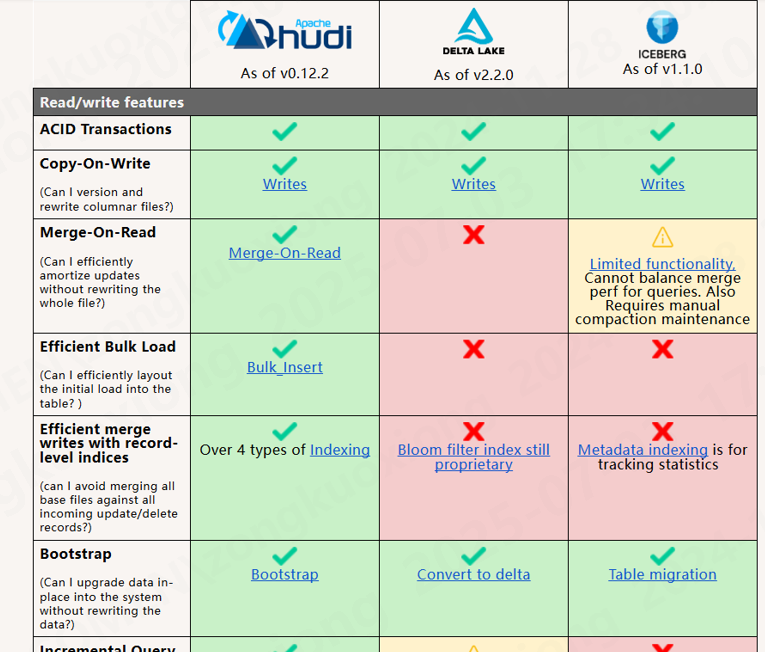 Apache
hudi
DELTA LAKE
ICEBERG
As of v0.12.2
As of v2.2.0
As of v1.1.0
Read/write features
ACID Transactions
Copy-On-Write
(Can I version and
rewrite columnar files?)
Writes
Writes
Writes
Merge-On-Read
(Can I efficiently
amortize updates
without rewriting the
whole file?)
Merge-On-Read
Limited functionality.
Cannot balance merge
perf for queries. Also
Requires manual
compaction maintenance
Efficient Bulk Load
(Can I efficiently layout
the initial load into the
table? )
Bulk_Insert
Efficient merge
writes with record-
level indices
(can I avoid merging all
base files against all
incoming update/delete
records?)
Over 4 types of Indexing
Bloom filter index still
proprietary
Metadata indexing is for
tracking statistics
Bootstrap
(Can I upgrade data in-
place into the system
without rewriting the
data?)
Bootstrap
Convert to delta
Table migration
Incremental Query